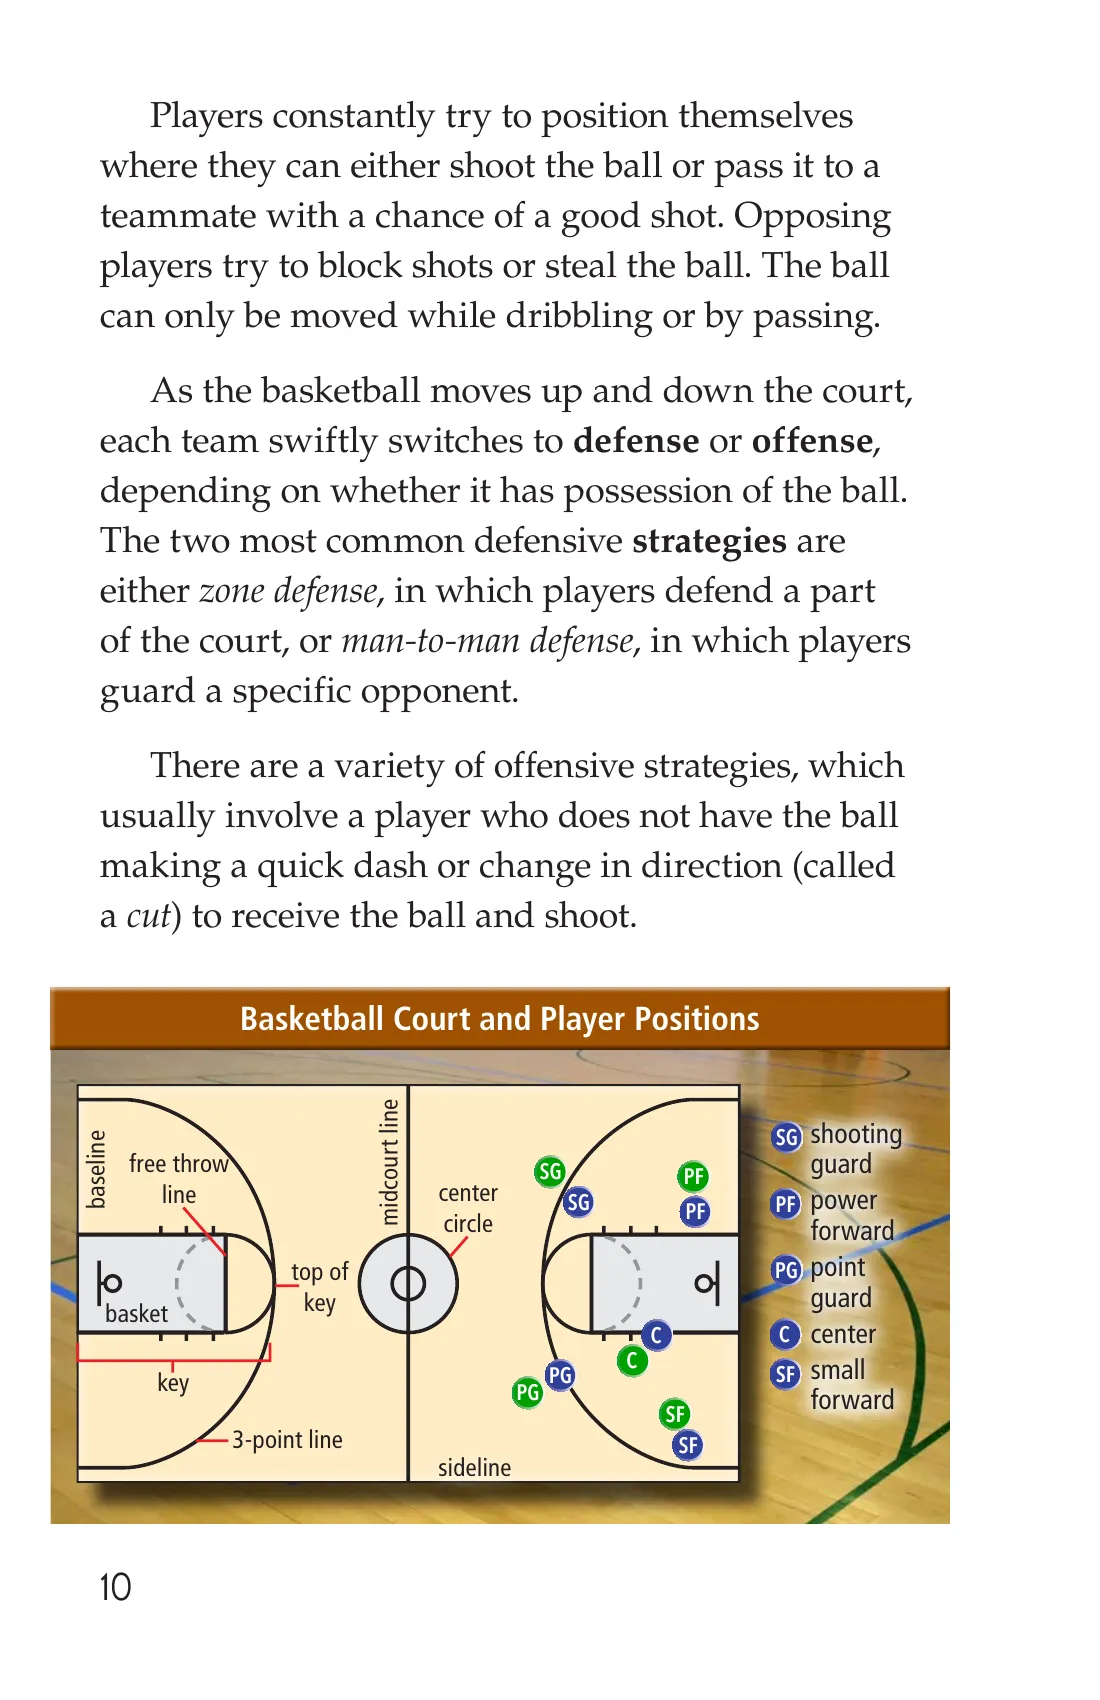 Players constantly try to position themselves
where they can either shoot the ball or pass it to a
teammate with a chance of a good shot. Opposing
players try to block shots or steal the ball. The ball
can only be moved while dribbling or by passing.
As the basketball moves up and down the court,
each team swiftly switches to defense or offense,
depending on whether it has possession of the ball.
The two most common defensive strategies are
either zone defense, in which players defend a part
of the court, or man-to-man defense, in which players
guard a specific opponent.
There are a variety of offensive strategies, which
usually involve a player who does not have the ball
making a quick dash or change in direction (called
a cut) to receive the ball and shoot.
Basketball Court and Player Positions
baseline
free throw
line
basket
key
top of
key
3-point line
midcourt line
center
circle
sideline
SG
SG
PF
PF
C
C
PG
PG
SF
SF
SG shooting
guard
PF power
forward
PG point
guard
C center
SF small
forward
10